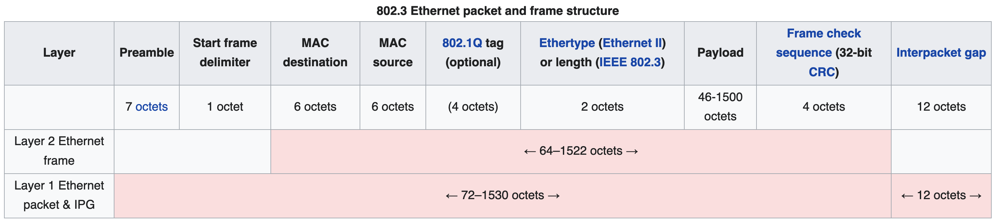 802.3 Ethernet packet and frame structure
Layer
Preamble
Start frame
delimiter
MAC
destination
MAC
source
802.1Q tag
(optional)
Ethertype (Ethernet II)
or length (IEEE 802.3)
Payload
Frame check
sequence (32-bit
CRC)
Interpacket gap
7 octets
1 octet
6 octets
6 octets
(4 octets)
2 octets
46-1500
octets
4 octets
12 octets
Layer 2 Ethernet
frame
← 64–1522 octets →
Layer 1 Ethernet
packet & IPG
← 72–1530 octets →
← 12 octets →